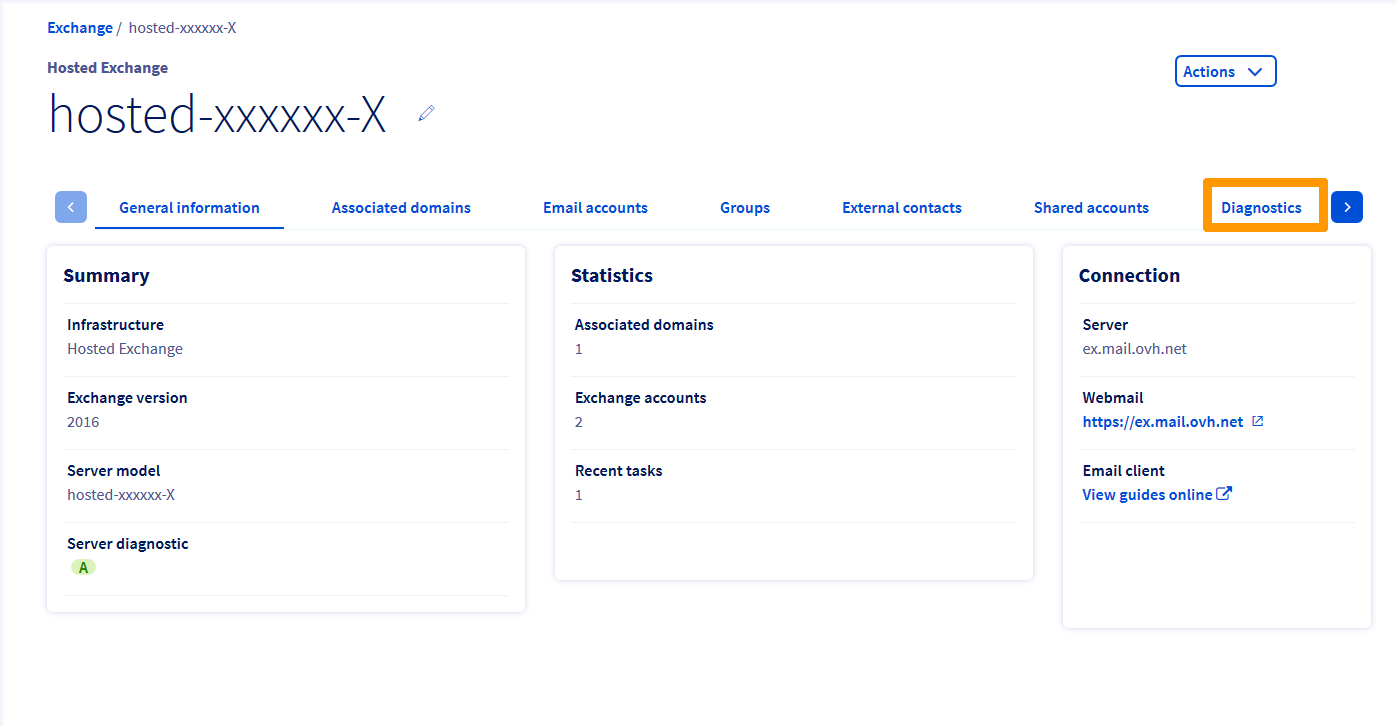 Exchange / hosted-xxxxxx-X
Hosted Exchange
Actions
hosted-xxxxxx-X
General information
Associated domains
Email accounts
Groups
External contacts
Shared accounts
Diagnostics
Summary
Infrastructure
Hosted Exchange
Exchange version
2016
Server model
hosted-xxxxxx-X
Server diagnostic
A
Statistics
Associated domains
1
Exchange accounts
2
Recent tasks
1
Connection
Server
ex.mail.ovh.net
Webmail
https://ex.mail.ovh.net
Email client
View guides online